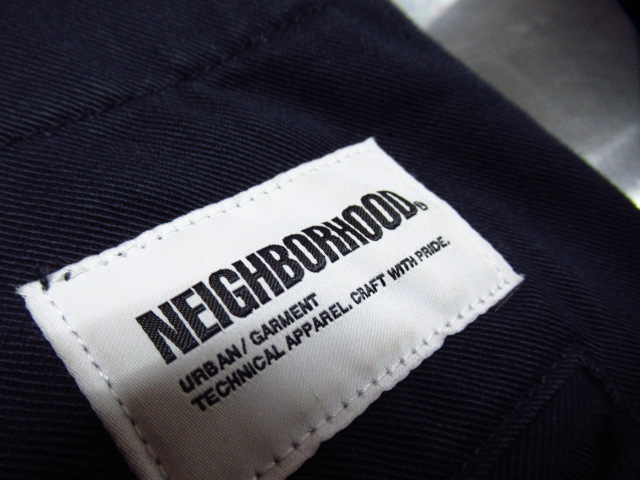 NEIGHBORHOOD®
URBAN/GARMENT
TECHNICAL APPAREL. CRAFT WITH PRIDE.